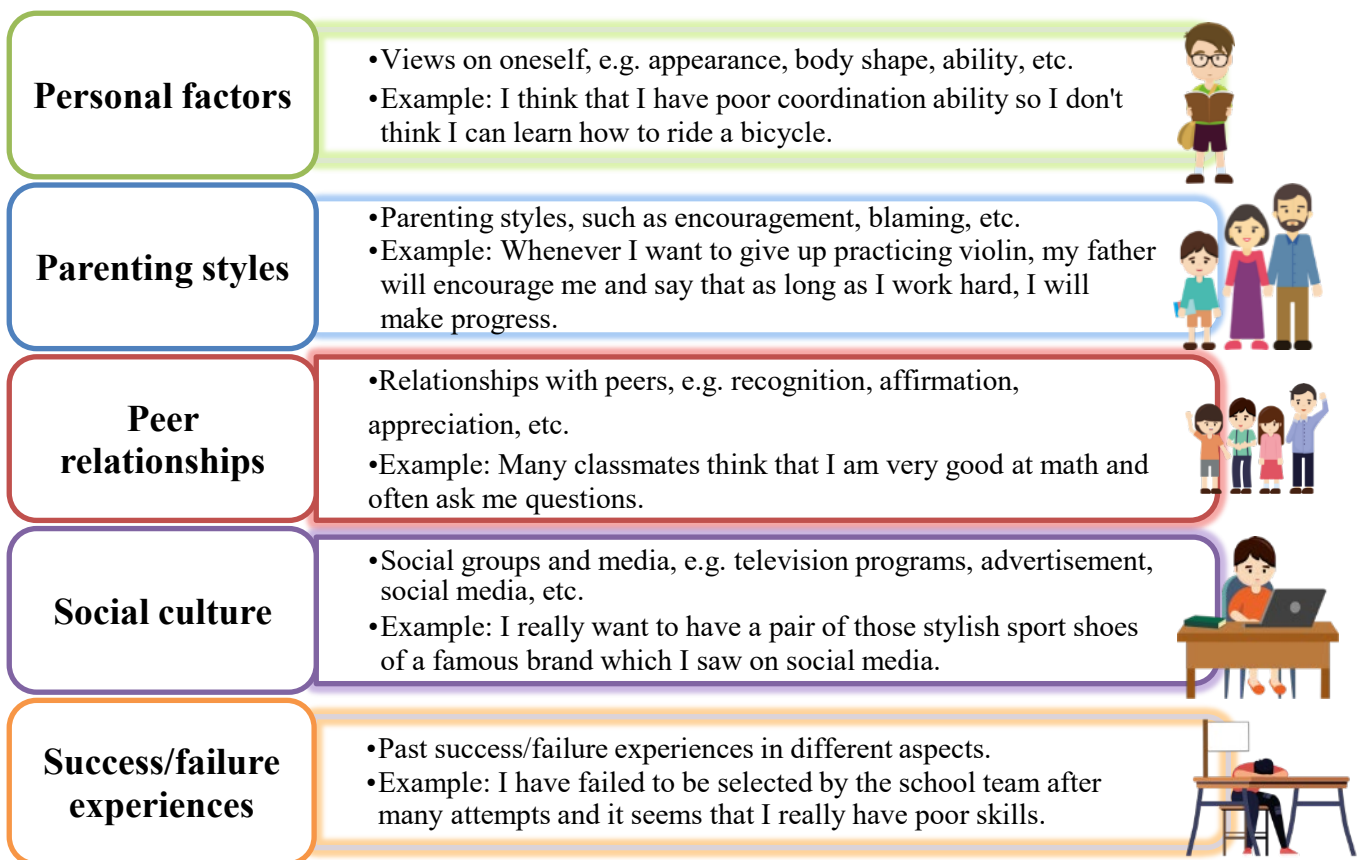 Personal factors
•Views on oneself, e.g. appearance, body shape, ability, etc.
•Example: I think that I have poor coordination ability so I don't
think I can learn how to ride a bicycle.
Parenting styles
•Parenting styles, such as encouragement, blaming, etc.
•Example: Whenever I want to give up practicing violin, my father
will encourage me and say that as long as I work hard, I will
make progress.
Peer
relationships
•Relationships with peers, e.g. recognition, affirmation,
appreciation, etc.
•Example: Many classmates think that I am very good at math and
often ask me questions.
Social culture
•Social groups and media, e.g. television programs, advertisement,
social media, etc.
•Example: I really want to have a pair of those stylish sport shoes
of a famous brand which I saw on social media.
Success/failure
experiences
•Past success/failure experiences in different aspects.
•Example: I have failed to be selected by the school team after
many attempts and it seems that I really have poor skills.